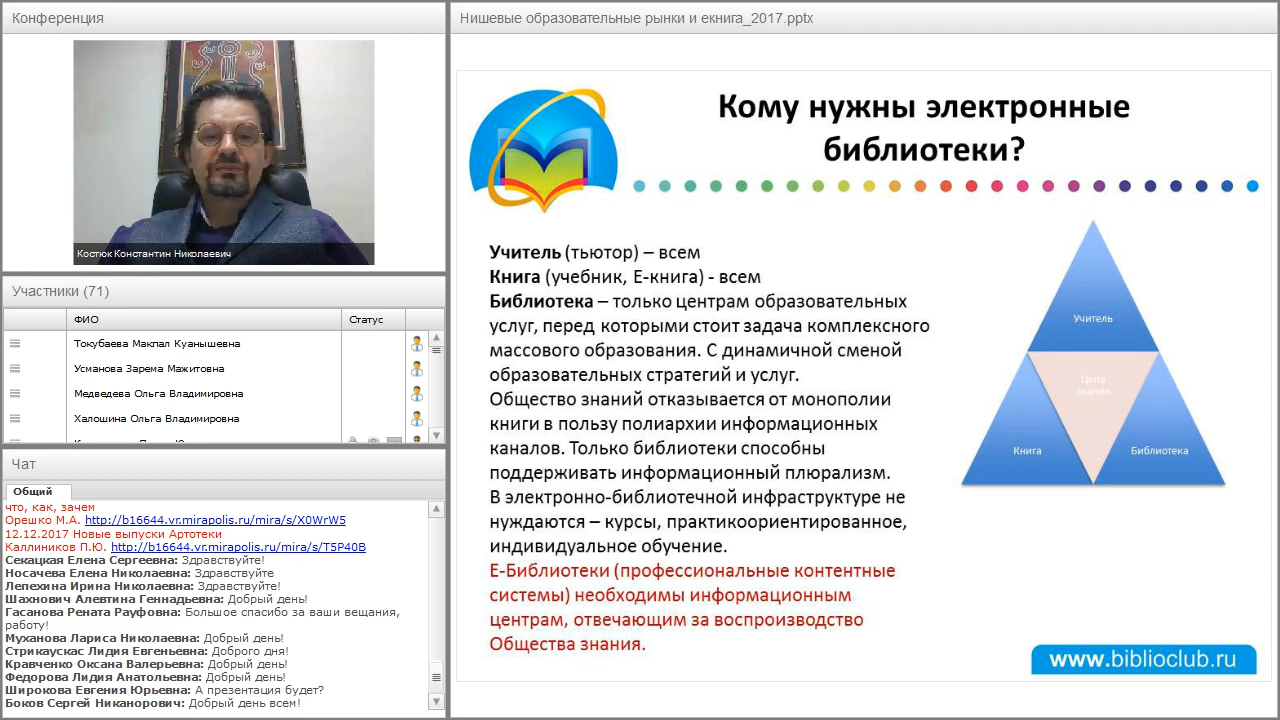 Конференция
Костюк Константин Николаевич
Участники (71)
ФИО
Статус
Токубаева Макпал Куанышевна
Усманова Зарема Мажитовна
Медведева Ольга Владимировна
Халошина Ольга Владимировна
Чат
Общий
что, как, зачем
Орешко М.А. http://b16644.vr.mirapolis.ru/mira/s/X0WrW5
12.12.2017 Новые выпуски Артотеки
Каллиников П.Ю. http://b16644.vr.mirapolis.ru/mira/s/T5P40B
Секацкая Елена Сергеевна: Здравствуйте!
Носачева Елена Николаевна: Здравствуйте
Лепехина Ирина Николаевна: Здравствуйте!
Шахнович Алевтина Геннадьевна: Добрый день!
Гасанова Рената Рауфовна: Большое спасибо за ваши вещания,
работу!
Муханова Лариса Николаевна: Добрый день!
Стрикаускас Лидия Евгеньевна: Доброго дня!
Кравченко Оксана Валерьевна: Добрый день!
Федорова Лидия Анатольевна: Добрый день!
Широкова Евгения Юрьевна: А презентация будет?
Боков Сергей Никанорович: Добрый день всем!
Нишевые образовательные рынки и екнига_2017.pptx
Кому нужны электронные
библиотеки?
Учитель (тьютор) – всем
Книга (учебник, Е-книга) - всем
Библиотека – только центрам образовательных
услуг, перед которыми стоит задача комплексного
массового образования. С динамичной сменой
образовательных стратегий и услуг.
Общество знаний отказывается от монополии
книги в пользу полиархии информационных
каналов. Только библиотеки способны
поддерживать информационный плюрализм.
В электронно-библиотечной инфраструктуре не
нуждаются – курсы, практикоориентированное,
индивидуальное обучение.
Е-Библиотеки (профессиональные контентные
системы) необходимы информационным
центрам, отвечающим за воспроизводство
Общества знания.
Учитель
Цепь
знания
Книга
Библиотека
www.biblioclub.ru